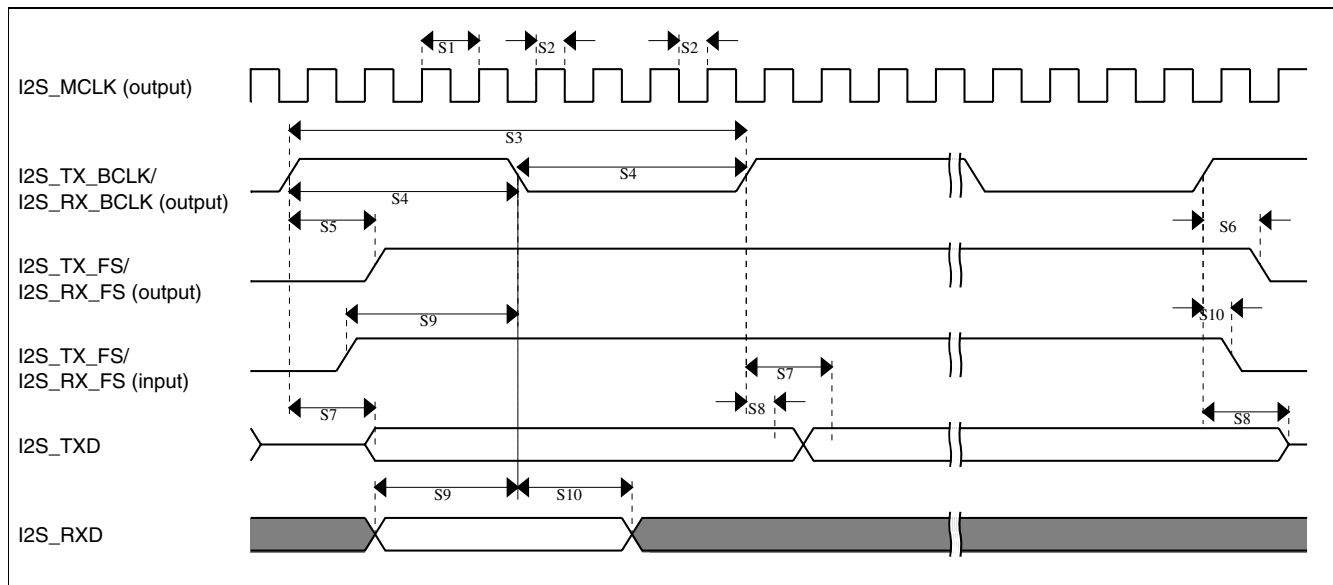 S1
S2
S2
I2S_MCLK (output)
S3
I2S_TX_BCLK/
I2S_RX_BCLK (output)
S4
S4
S5
S6
I2S_TX_FS/
I2S_RX_FS (output)
S9
S10
I2S_TX_FS/
I2S_RX_FS (input)
S7
S7
S8
S8
I2S_TXD
S9
S10
I2S_RXD